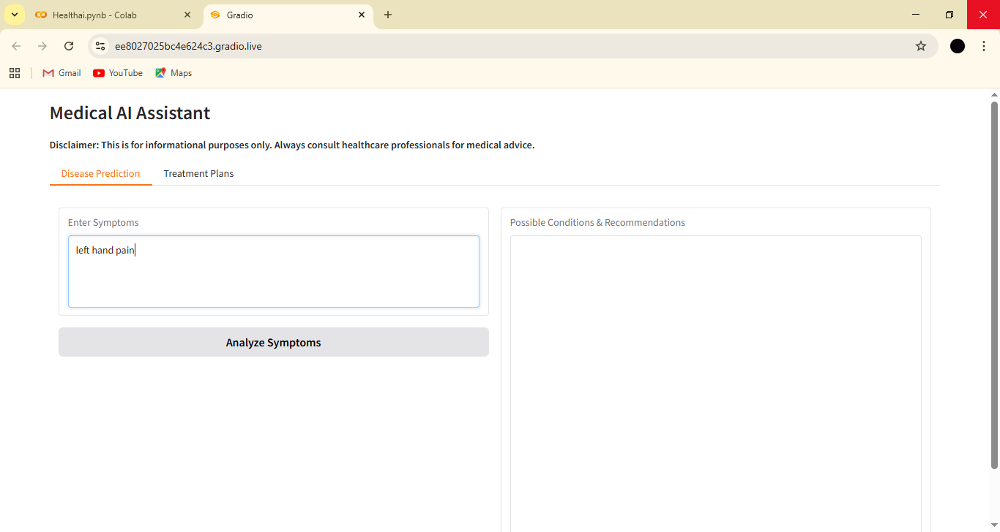 Healthai.pynb - Colab
Gradio
ee8027025bc4e624c3.gradio.live
Gmail
YouTube
Maps
Medical AI Assistant
Disclaimer: This is for informational purposes only. Always consult healthcare professionals for medical advice.
Disease Prediction
Treatment Plans
Enter Symptoms
left hand pain
Analyze Symptoms
Possible Conditions & Recommendations